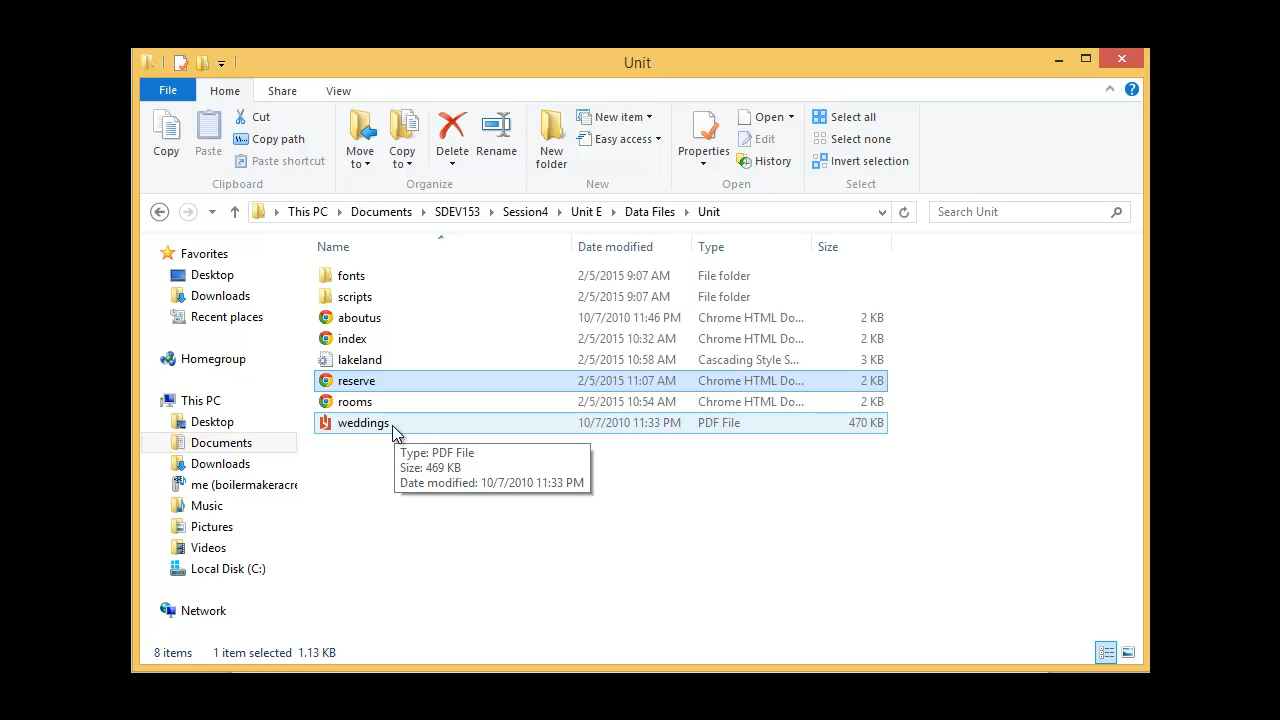 Unit
File Home Share View
Copy
Paste
Cut
Copy path
Paste shortcut
Clipboard
Move to
Copy to
Delete
Rename
Organize
New folder
New item
Easy access
New
Properties
Open
Edit
History
Open
Select all
Select none
Invert selection
Select
This PC Documents SDEV153 Session4 Unit E Data Files Unit
Search Unit
Name Date modified Type Size
Favorites
Desktop
Downloads
Recent places
Homegroup
This PC
Desktop
Documents
Downloads
me (boilermakeracre
Music
Pictures
Videos
Local Disk (C:)
Network
fonts 2/5/2015 9:07 AM File folder
scripts 2/5/2015 9:07 AM File folder
aboutus 10/7/2010 11:46 PM Chrome HTML Do... 2 KB
index 2/5/2015 10:32 AM Chrome HTML Do... 2 KB
lakeland 2/5/2015 10:58 AM Cascading Style S... 3 KB
reserve 2/5/2015 11:07 AM Chrome HTML Do... 2 KB
rooms 2/5/2015 10:54 AM Chrome HTML Do... 2 KB
weddings 10/7/2010 11:33 PM PDF File 470 KB
Type: PDF File
Size: 469 KB
Date modified: 10/7/2010 11:33 PM
8 items 1 item selected 1.13 KB